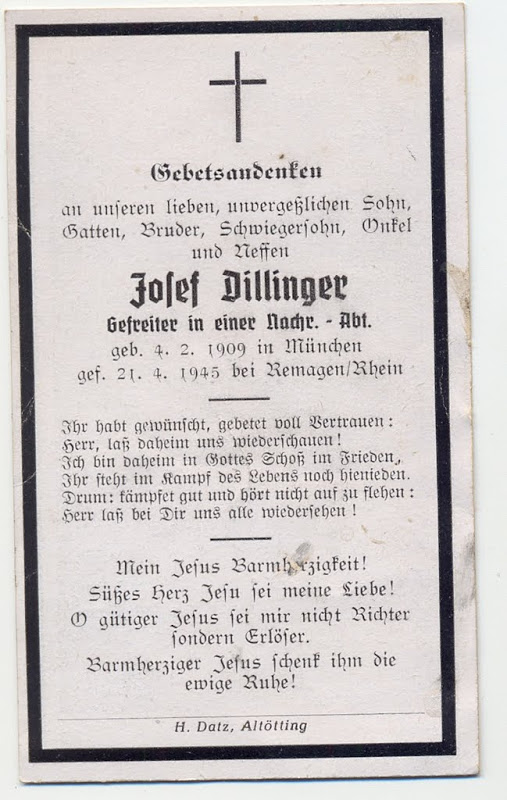 Gebetsandenken
an unseren lieben, unvergeßlichen Sohn,
Gatten, Bruder, Schwiegersohn, Onkel
und Neffen
Josef Dillinger
Gefreiter in einer Nachr. - Abt.
geb. 4. 2. 1909 in München
gef. 21. 4. 1945 bei Remagen/Rhein
Ihr habt gewünscht, gebetet voll Vertrauen:
Herr, laß daheim uns wiederschauen!
Ich bin daheim in Gottes Schoß im Frieden,
Ihr steht im Kampf des Lebens noch hienieden.
Drum: kämpfet gut und hört nicht auf zu flehen:
Herr laß bei Dir uns alle wiedersehen!
Mein Jesus Barmherzigkeit!
Süßes Herz Jesu sei meine Liebe!
O gütiger Jesus sei mir nicht Richter
sondern Erlöser.
Barmherziger Jesus schenk ihm die
ewige Ruhe!
H. Datz, Altötting